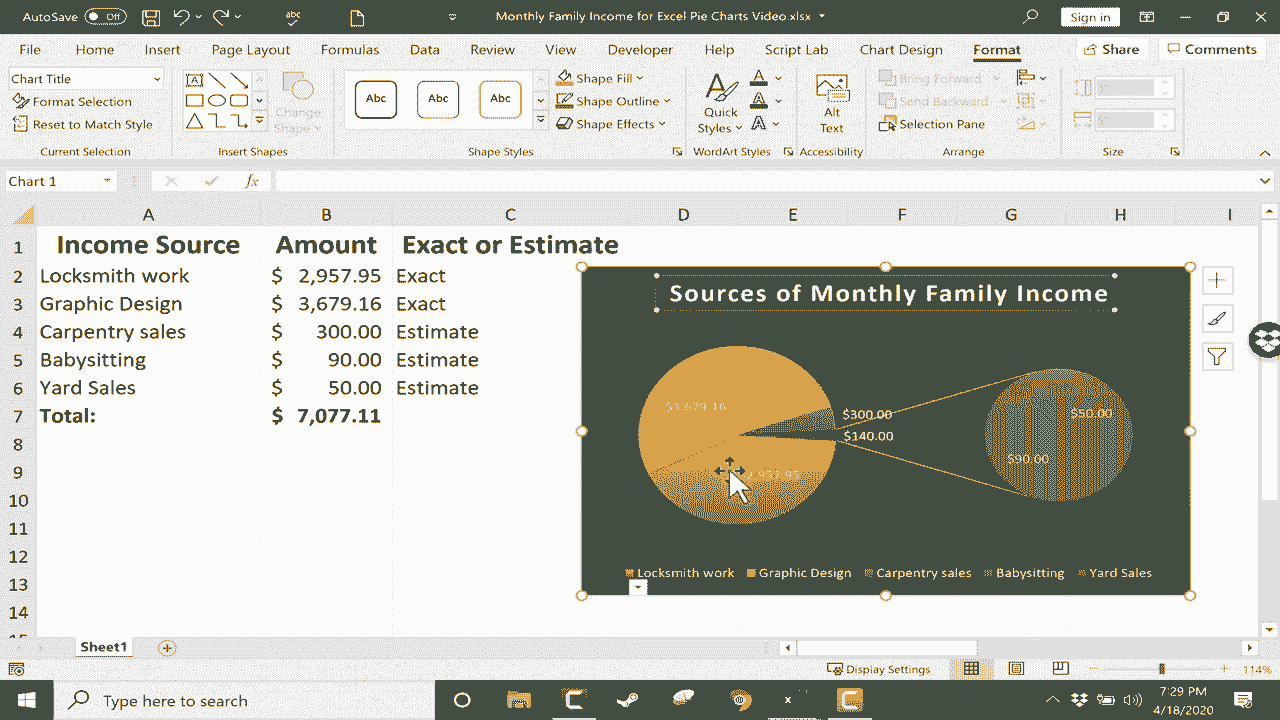 AutoSave Off Monthly Family Income for Excel Pie Charts Video xlsx Sign in
File Home Insert Page Layout Formulas Data Review View Developer Help Script Lab Chart Design Format Share Comments
Chart Title
Format Selection
Reset to Match Style
Current Selection
Change
Shape
Insert Shapes
Abc Abc Abc
Shape Fill
Shape Outline
Shape Effects
Shape Styles
Quick
Styles
WordArt Styles
Alt
Text
Accessibility
Bring Forward
Send Backward
Selection Pane
Arrange
Size
Chart 1 fx
A B C D E F G H I
1 Income Source Amount Exact or Estimate
2 Locksmith work $ 2,957.95 Exact
3 Graphic Design $ 3,679.16 Exact
4 Carpentry sales $ 300.00 Estimate
5 Babysitting $ 90.00 Estimate
6 Yard Sales $ 50.00 Estimate
7 Total: $ 7,077.11
8
9
10
11
12
13
14
Sources of Monthly Family Income
$3,679.16
$300.00
$50.00
$140.00
$90.00
Locksmith work Graphic Design Carpentry sales Babysitting Yard Sales
Sheet1
Display Settings 114%
Type here to search
7:29 PM
4/18/2020